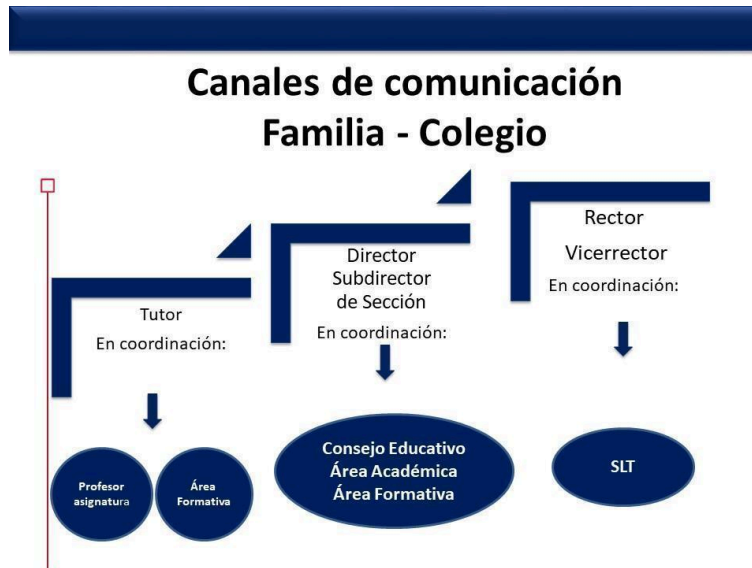 Canales de comunicación
Familia - Colegio
Tutor
En coordinación:
Profesor
asignatura
Área
Formativa
Director
Subdirector
de Sección
En coordinación:
Consejo Educativo
Área Académica
Área Formativa
Rector
Vicerrector
En coordinación:
SLT